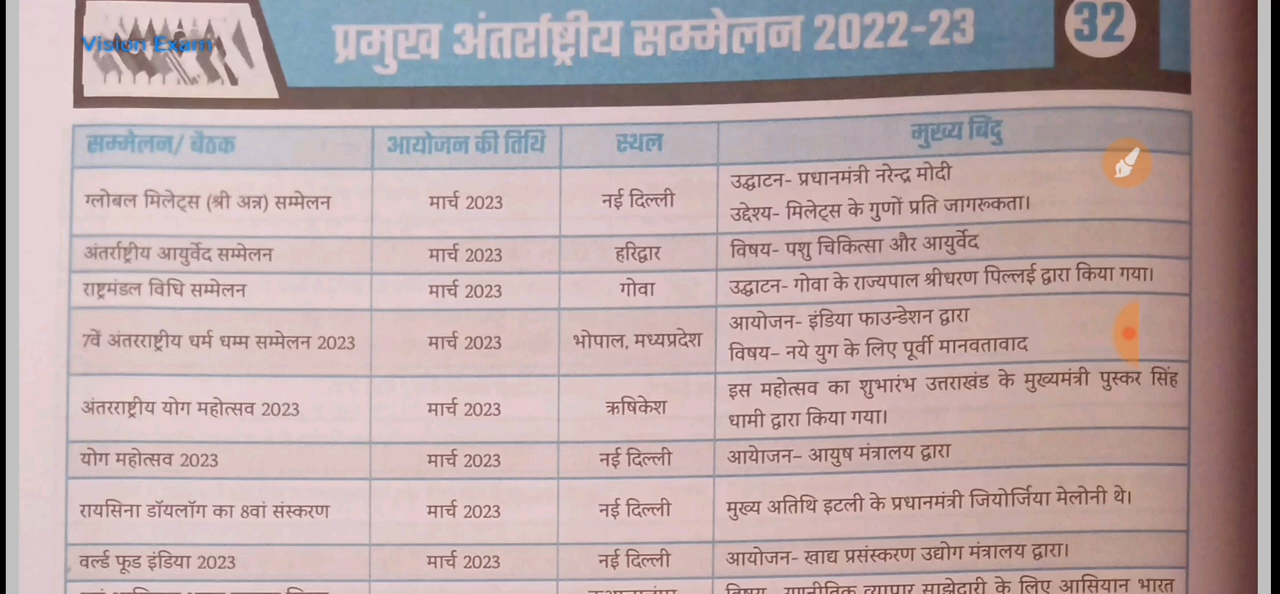 Vision Exam
प्रमुख अंतर्राष्ट्रीय सम्मेलन 2022-23
32
सम्मेलन/ बैठक आयोजन की तिथि स्थल मुख्य बिंदु
ग्लोबल मिलेट्स (श्री अन्न) सम्मेलन मार्च 2023 नई दिल्ली उद्घाटन- प्रधानमंत्री नरेन्द्र मोदी
उद्देश्य- मिलेट्स के गुणों प्रति जागरूकता।
अंतर्राष्ट्रीय आयुर्वेद सम्मेलन मार्च 2023 हरिद्वार विषय- पशु चिकित्सा और आयुर्वेद
राष्ट्रमंडल विधि सम्मेलन मार्च 2023 गोवा उद्घाटन- गोवा के राज्यपाल श्रीधरण पिल्लई द्वारा किया गया।
7वें अंतरराष्ट्रीय धर्म धम्म सम्मेलन 2023 मार्च 2023 भोपाल, मध्यप्रदेश आयोजन- इंडिया फाउन्डेशन द्वारा
विषय- नये युग के लिए पूर्वी मानवतावाद
अंतरराष्ट्रीय योग महोत्सव 2023 मार्च 2023 ऋषिकेश इस महोत्सव का शुभारंभ उत्तराखंड के मुख्यमंत्री पुस्कर सिंह
धामी द्वारा किया गया।
योग महोत्सव 2023 मार्च 2023 नई दिल्ली आयोजन- आयुष मंत्रालय द्वारा
रायसिना डॉयलॉग का 8वां संस्करण मार्च 2023 नई दिल्ली मुख्य अतिथि इटली के प्रधानमंत्री जियोर्जिया मेलोनी थे।
वर्ल्ड फूड इंडिया 2023 मार्च 2023 नई दिल्ली आयोजन- खाद्य प्रसंस्करण उद्योग मंत्रालय द्वारा।
व्यापार साझेदारी के लिए आसियान भारत